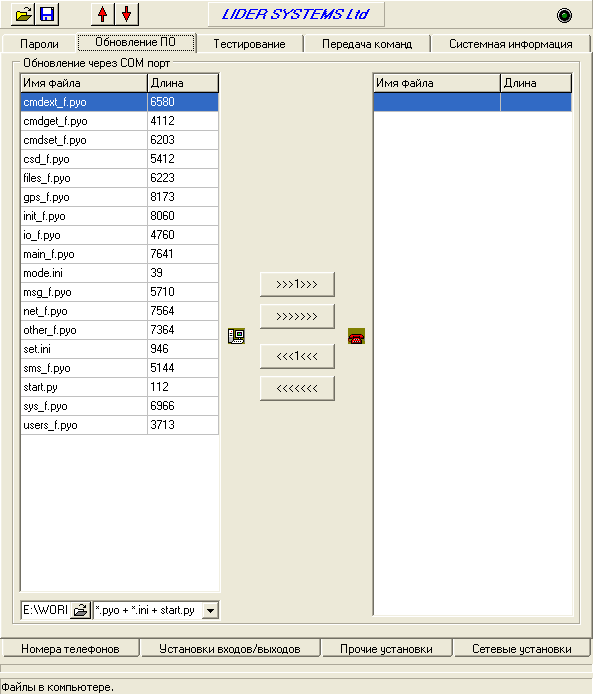 LIDER SYSTEMS Ltd
Пароли Обновление ПО Тестирование Передача команд Системная информация
Обновление через COM порт
Имя файла Длина Имя файла Длина
cmdext_f.pyo 6580
cmdget_f.pyo 4112
cmdset_f.pyo 6203
csd_f.pyo 5412
files_f.pyo 6223
gps_f.pyo 8173
init_f.pyo 8060
io_f.pyo 4760
main_f.pyo 7641
mode.ini 39
msg_f.pyo 5710
net_f.pyo 7564
other_f.pyo 7364
set.ini 946
sms_f.pyo 5144
start.py 112
sys_f.pyo 6966
users_f.pyo 3713
>>>1>>>
>>>>>>>
<<<1<<<
<<<<<<<
E:\WORI *.pyo + *.ini + start.py
Номера телефонов Установки входов/выходов Прочие установки Сетевые установки
Файлы в компьютере.